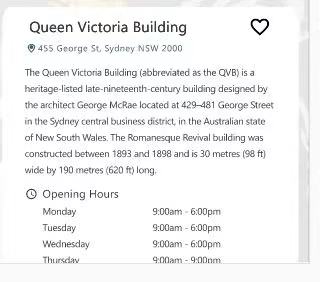 Queen Victoria Building
455 George St, Sydney NSW 2000
The Queen Victoria Building (abbreviated as the QVB) is a
heritage-listed late-nineteenth-century building designed by
the architect George McRae located at 429–481 George Street
in the Sydney central business district, in the Australian state
of New South Wales. The Romanesque Revival building was
constructed between 1893 and 1898 and is 30 metres (98 ft)
wide by 190 metres (620 ft) long.
Opening Hours
Monday 9:00am - 6:00pm
Tuesday 9:00am - 6:00pm
Wednesday 9:00am - 6:00pm
Thursday 9:00am - 9:00pm